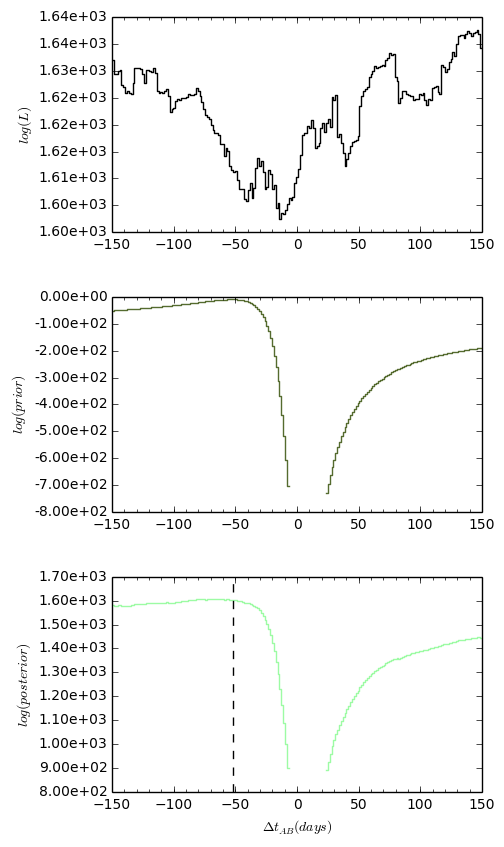 1.64e+03
1.64e+03
1.63e+03
1.62e+03
1.62e+03
1.62e+03
1.61e+03
1.60e+03
1.60e+03
log(L)
−150 −100 −50 0 50 100 150
0.00e+00
-1.00e+02
-2.00e+02
-3.00e+02
-4.00e+02
-5.00e+02
-6.00e+02
-7.00e+02
-8.00e+02
log(prior)
−150 −100 −50 0 50 100 150
1.70e+03
1.60e+03
1.50e+03
1.40e+03
1.30e+03
1.20e+03
1.10e+03
1.00e+03
9.00e+02
8.00e+02
log(posterior)
−150 −100 −50 0 50 100 150
Δt_AB(days)